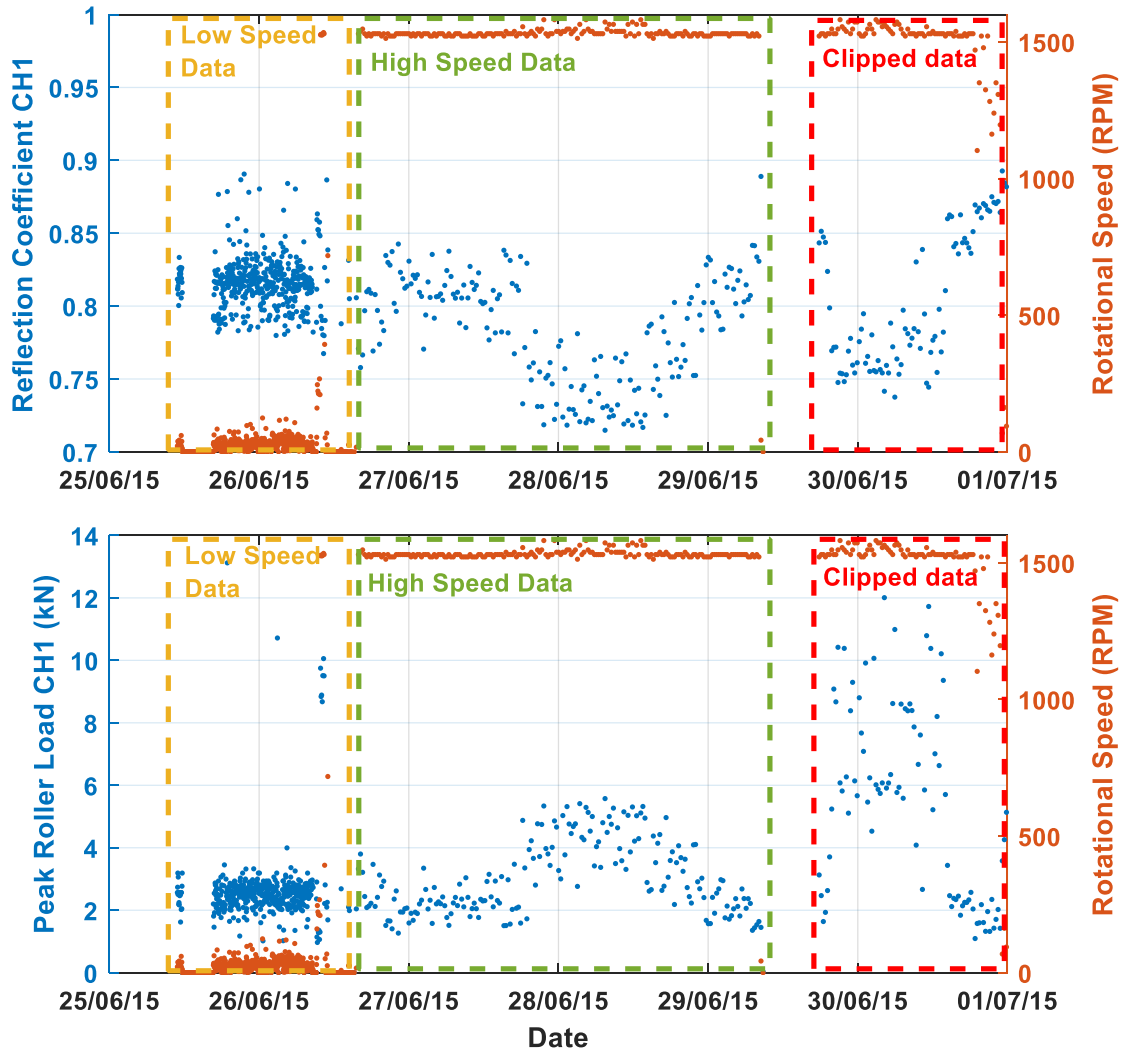 Reflection Coefficient CH1
1
0.95
0.9
0.85
0.8
0.75
0.7
Low Speed
Data
High Speed Data
Clipped data
1500
1000
500
0
Rotational Speed (RPM)
25/06/15 26/06/15 27/06/15 28/06/15 29/06/15 30/06/15 01/07/15
Peak Roller Load CH1 (kN)
14
12
10
8
6
4
2
0
Low Speed
Data
High Speed Data
Clipped data
1500
1000
500
0
Rotational Speed (RPM)
25/06/15 26/06/15 27/06/15 28/06/15 29/06/15 30/06/15 01/07/15
Date